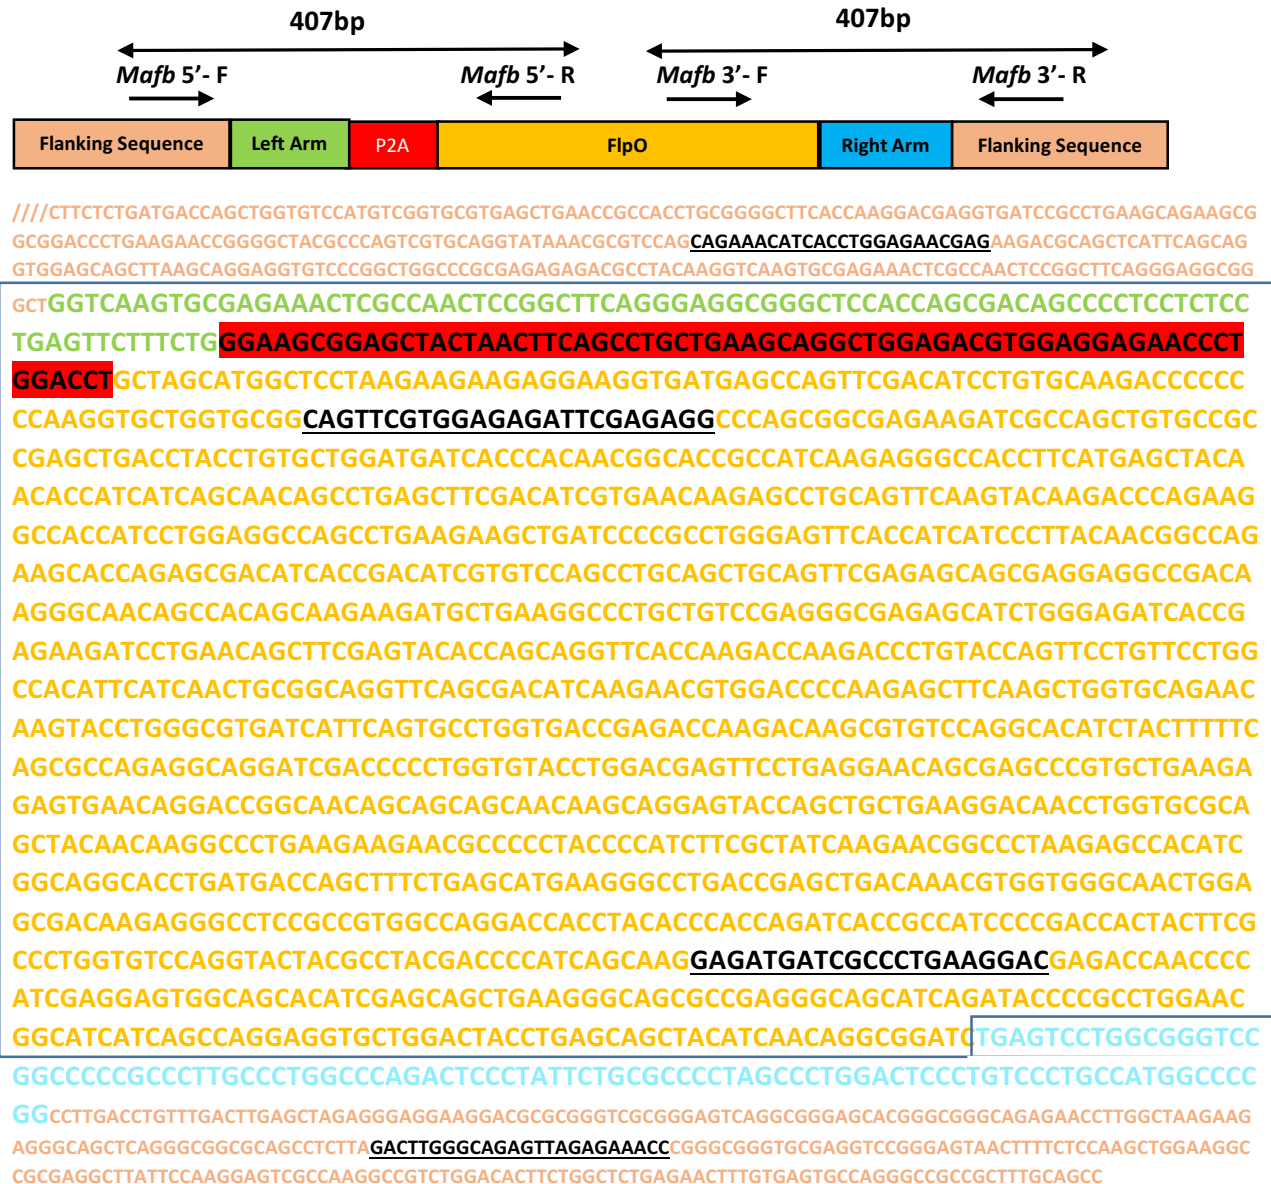 407bp 407bp
Mafb 5’- F Mafb 5’- R Mafb 3’- F Mafb 3’- R
Flanking Sequence Left Arm P2A FlpO Right Arm Flanking Sequence
////CTTCTCTGATGACCAGCTGGTGTCCATGTCGGTGCGTGAGCTGAACCGCCACCTGCGGGGCTTCACCAAGGACGAGGTGATCCGCCTGAAGCAGAAGCG
GCGGACCCTGAAGAACCGGGGCTACGCCCAGTCGTGCAGGTATAAACGCGTCCAGCAGAAACATCACCTGGAGAACGAGAAGACGCAGCTCATTCAGCAG
GTGGAGCAGCTTAAGCAGGAGGTGTCCCGGCTGGCCCGCGAGAGAGACGCCTACAAGGTCAAGTGCGAGAAACTCGCCAACTCCGGCTTCAGGGAGGCGG
GCTGGTCAAGTGCGAGAAACTCGCCAACTCCGGCTTCAGGGAGGCGGGCTCCACCAGCGACAGCCCCTCCTCTCC
TGAGTTCTTTCTGGGAAGCGGAGCTACTAACTTCAGCCTGCTGAAGCAGGCTGGAGACGTGGAGGAGAACCCT
GGACCTGCTAGCATGGCTCCTAAGAAGAAGAGGAAGGTGATGAGCCAGTTCGACATCCTGTGCAAGACCCCCC
CCAAGGTGCTGGTGCGGCAGTTCGTGGAGAGATTCGAGAGGCCCAGCGGCGAGAAGATCGCCAGCTGTGCCGC
CGAGCTGACCTACCTGTGCTGGATGATCACCCACAACGGCACCGCCATCAAGAGGGCCACCTTCATGAGCTACA
ACACCATCATCAGCAACAGCCTGAGCTTCGACATCGTGAACAAGAGCCTGCAGTTCAAGTACAAGACCCAGAAG
GCCACCATCCTGGAGGCCAGCCTGAAGAAGCTGATCCCCGCCTGGGAGTTCACCATCATCCCTTACAACGGCCAG
AAGCACCAGAGCGACATCACCGACATCGTGTCCAGCCTGCAGCTGCAGTTCGAGAGCAGCGAGGAGGCCGACA
AGGGCAACAGCCACAGCAAGAAGATGCTGAAGGCCCTGCTGTCCGAGGGCGAGAGCATCTGGGAGATCACCG
AGAAGATCCTGAACAGCTTCGAGTACACCAGCAGGTTCACCAAGACCAAGACCCTGTACCAGTTCCTGTTCCTGG
CCACATTCATCAACTGCGGCAGGTTCAGCGACATCAAGAACGTGGACCCCAAGAGCTTCAAGCTGGTGCAGAAC
AAGTACCTGGGCGTGATCATTCAGTGCCTGGTGACCGAGACCAAGACAAGCGTGTCCAGGCACATCTACTTTTTC
AGCGCCAGAGGCAGGATCGACCCCCTGGTGTACCTGGACGAGTTCCTGAGGAACAGCGAGCCCGTGCTGAAGA
GAGTGAACAGGACCGGCAACAGCAGCAGCAACAAGCAGGAGTACCAGCTGCTGAAGGACAACCTGGTGCGCA
GCTACAACAAGGCCCTGAAGAAGAACGCCCCCTACCCCATCTTCGCTATCAAGAACGGCCCTAAGAGCCACATC
GGCAGGCACCTGATGACCAGCTTTCTGAGCATGAAGGGCCTGACCGAGCTGACAAACGTGGTGGGCAACTGGA
GCGACAAGAGGGCCTCCGCCGTGGCCAGGACCACCTACACCCACCAGATCACCGCCATCCCCGACCACTACTTCG
CCCTGGTGTCCAGGTACTACGCCTACGACCCCATCAGCAAGGAGATGATCGCCCTGAAGGACGAGACCAACCCC
ATCGAGGAGTGGCAGCACATCGAGCAGCTGAAGGGCAGCGCCGAGGGCAGCATCAGATACCCCGCCTGGAAC
GGCATCATCAGCCAGGAGGTGCTGGACTACCTGAGCAGCTACATCAACAGGCGGATCTGAGTCCTGGCGGGTCC
GGCCCCCGCCCTTGCCCTGGCCCAGACTCCCTATTCTGCGCCCCTAGCCCTGGACTCCCTGTCCCTGCCATGGCCCC
GGCCTTGACCTGTTTGACTTGAGCTAGAGGGAGGAAGGACGCGCGGGTCGCGGGAGTCAGGCGGGAGCACGGGCGGGCAGAGAACCTTGGCTAAGAAG
AGGGCAGCTCAGGGCGGCGCAGCCTCTTAGACTTGGGCAGAGTTAGAGAAACCCGGGCGGGTGCGAGGTCCGGGAGTAACTTTTCTCCAAGCTGGAAGGC
CGCGAGGCTTATTCCAAGGAGTCGCCAAGGCCGTCTGGACACTTCTGGCTCTGAGAACTTTGTGAGTGCCAGGGCCGCCGCTTTGCAGCC